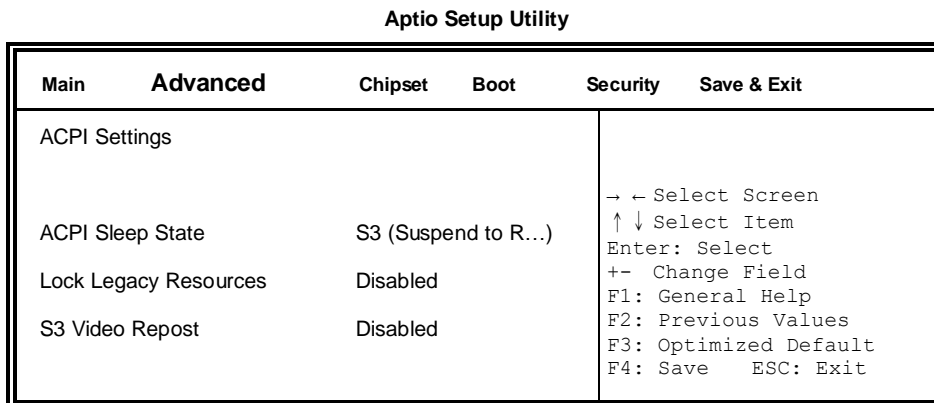 Aptio Setup Utility
Main Advanced Chipset Boot Security Save & Exit
ACPI Settings
ACPI Sleep State S3 (Suspend to R…)
Lock Legacy Resources Disabled
S3 Video Repost Disabled
→ ← Select Screen
↑ ↓ Select Item
Enter: Select
+- Change Field
F1: General Help
F2: Previous Values
F3: Optimized Default
F4: Save ESC: Exit